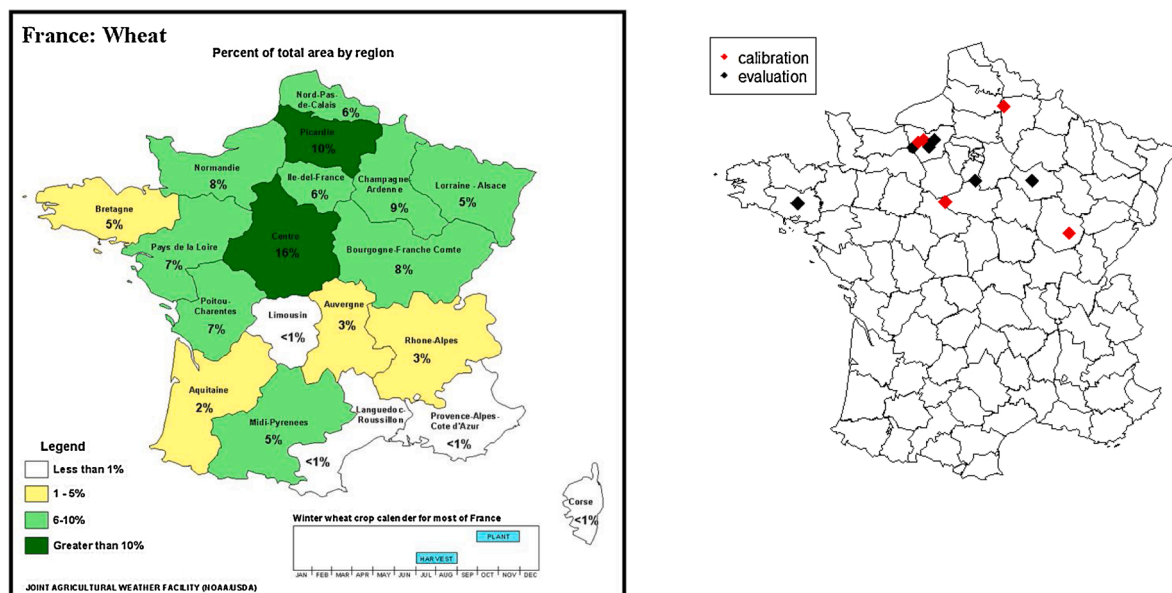 France: Wheat
Percent of total area by region
Nord-Pas-
de-Calais
6%
Picardie
10%
Normandie
8%
Ile-del-France
6%
Champagne-
Ardenne
9%
Lorraine - Alsace
5%
Bretagne
5%
Pays de la Loire
7%
Centre
16%
Bourgogne-Franche Comte
8%
Poitou-
Charentes
7%
Limousin
<1%
Auvergne
3%
Rhone-Alpes
3%
Aquitaine
2%
Midi-Pyrenees
5%
Languedoc-
Roussillon
<1%
Provence-Alpes-
Cote d'Azur
<1%
Corse
<1%
Legend
Less than 1%
1 - 5%
6-10%
Greater than 10%
Winter wheat crop calender for most of France
PLANT
HARVEST
JAN FEB MAR APR MAY JUN JUL AUG SEP OCT NOV DEC
JOINT AGRICULTURAL WEATHER FACILITY (NOAA/USDA)
calibration
evaluation